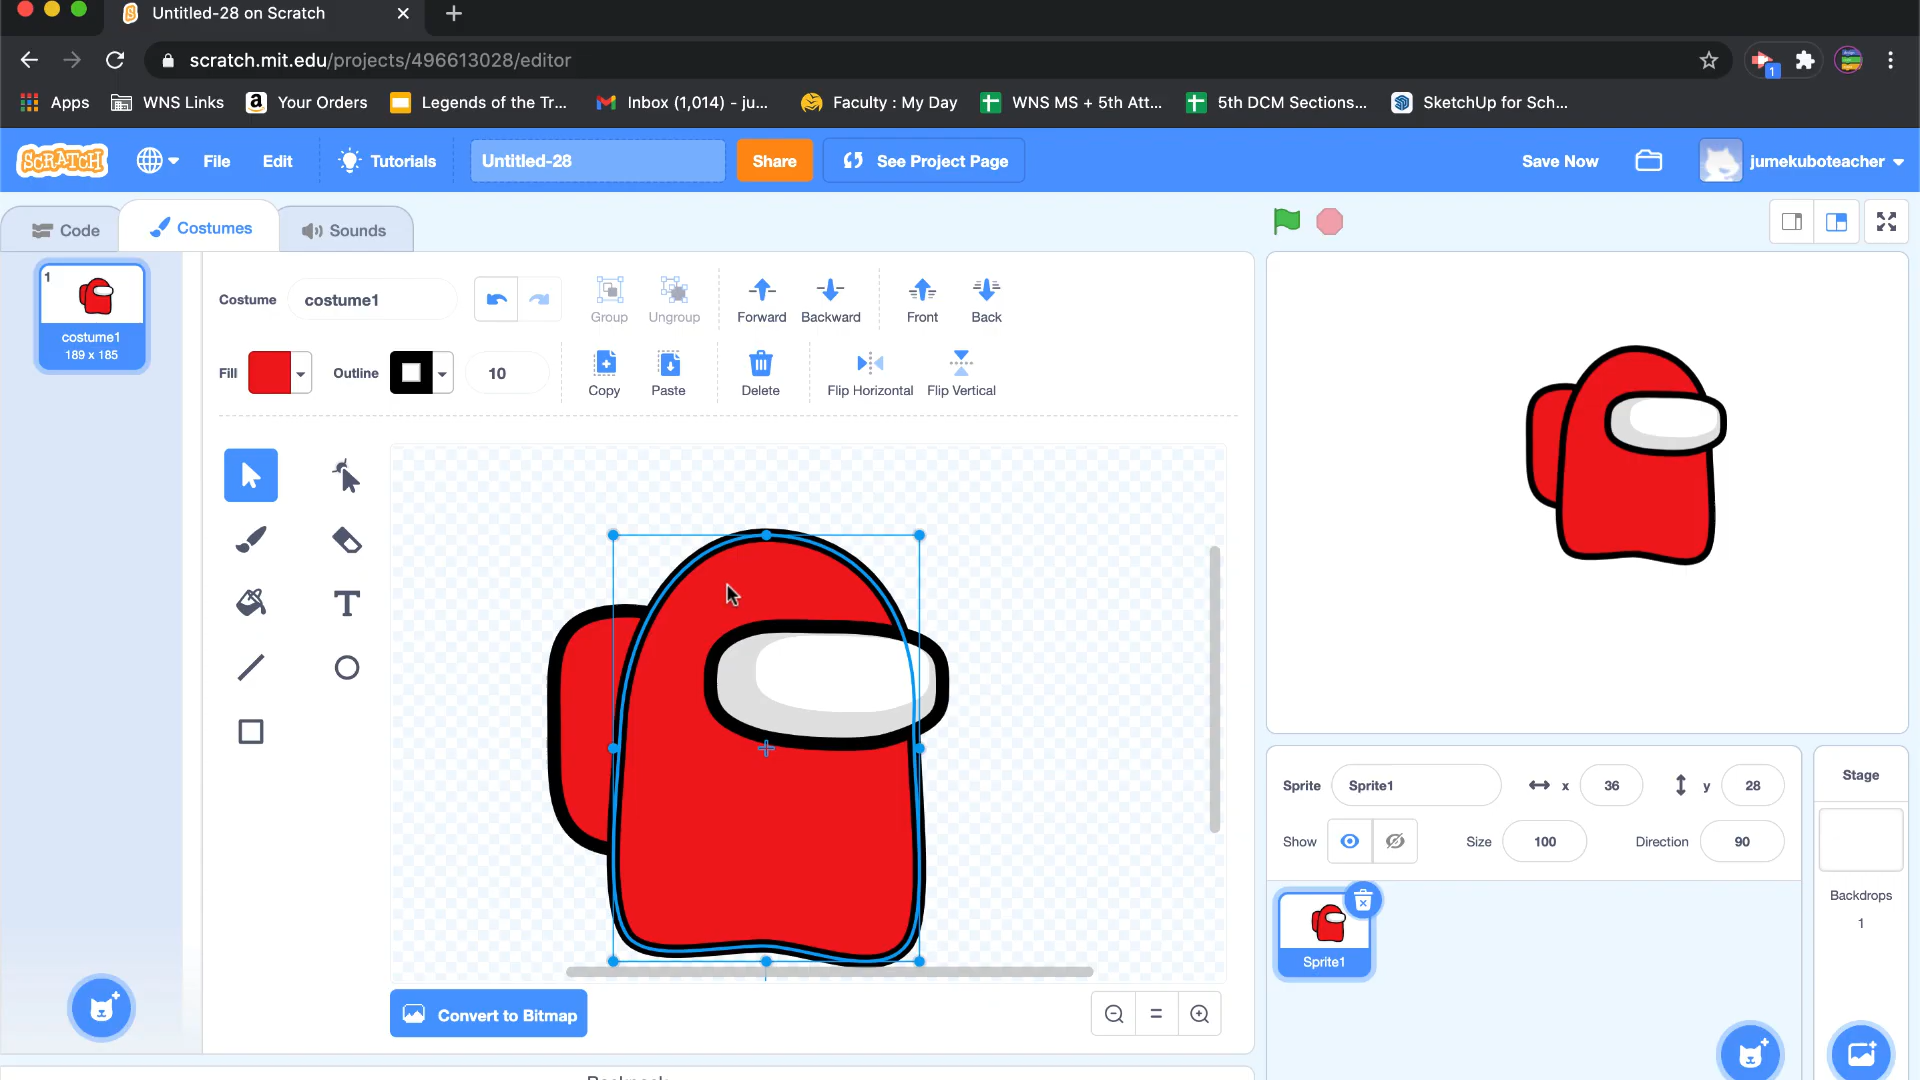 Untitled-28 on Scratch
scratch.mit.edu/projects/496613028/editor
1
Apps WNS Links Your Orders Legends of the Tr... Inbox (1,014) - ju... Faculty : My Day WNS MS + 5th Att... 5th DCM Sections... SketchUp for Sch...
SCRATCH File Edit Tutorials Untitled-28 Share See Project Page Save Now jumekuboteacher
Code Costumes Sounds
1
costume1
189 x 185
Costume costume1 Group Ungroup Forward Backward Front Back
Fill Outline 10 Copy Paste Delete Flip Horizontal Flip Vertical
T
Convert to Bitmap
Sprite Sprite1 x 36 y 28
Show Size 100 Direction 90
Sprite1
Stage
Backdrops
1